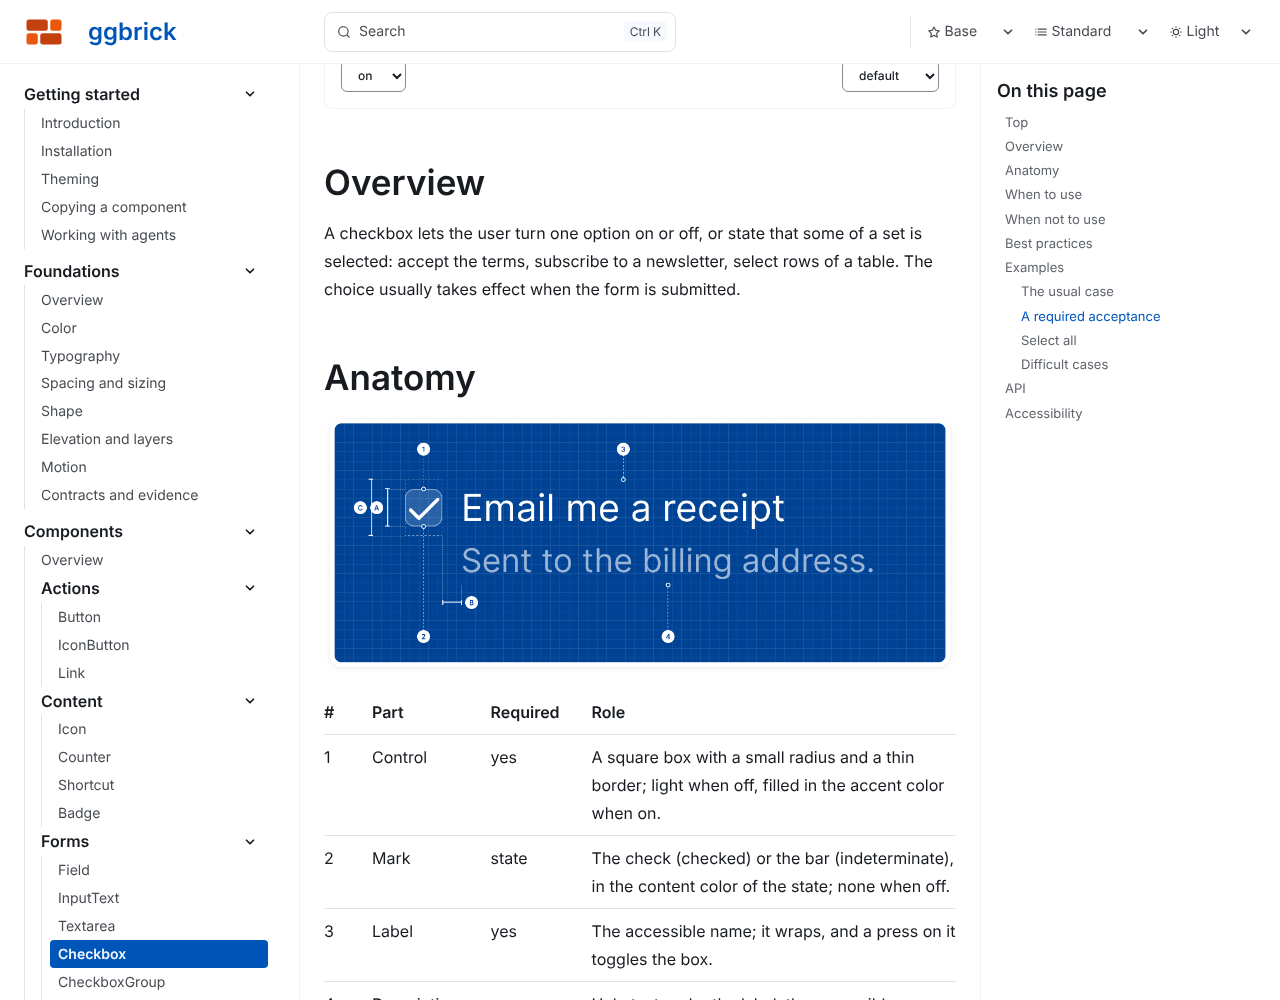 ggbrick
Search
Ctrl K
Base
Standard
Light
Getting started
Introduction
Installation
Theming
Copying a component
Working with agents
Foundations
Overview
Color
Typography
Spacing and sizing
Shape
Elevation and layers
Motion
Contracts and evidence
Components
Overview
Actions
Button
IconButton
Link
Content
Icon
Counter
Shortcut
Badge
Forms
Field
InputText
Textarea
Checkbox
CheckboxGroup
on
default
Overview
A checkbox lets the user turn one option on or off, or state that some of a set is
selected: accept the terms, subscribe to a newsletter, select rows of a table. The
choice usually takes effect when the form is submitted.
Anatomy
1
3
C
A
Email me a receipt
Sent to the billing address.
B
2
4
# Part Required Role
1 Control yes A square box with a small radius and a thin
border; light when off, filled in the accent color
when on.
2 Mark state The check (checked) or the bar (indeterminate),
in the content color of the state; none when off.
3 Label yes The accessible name; it wraps, and a press on it
toggles the box.
On this page
Top
Overview
Anatomy
When to use
When not to use
Best practices
Examples
The usual case
A required acceptance
Select all
Difficult cases
API
Accessibility